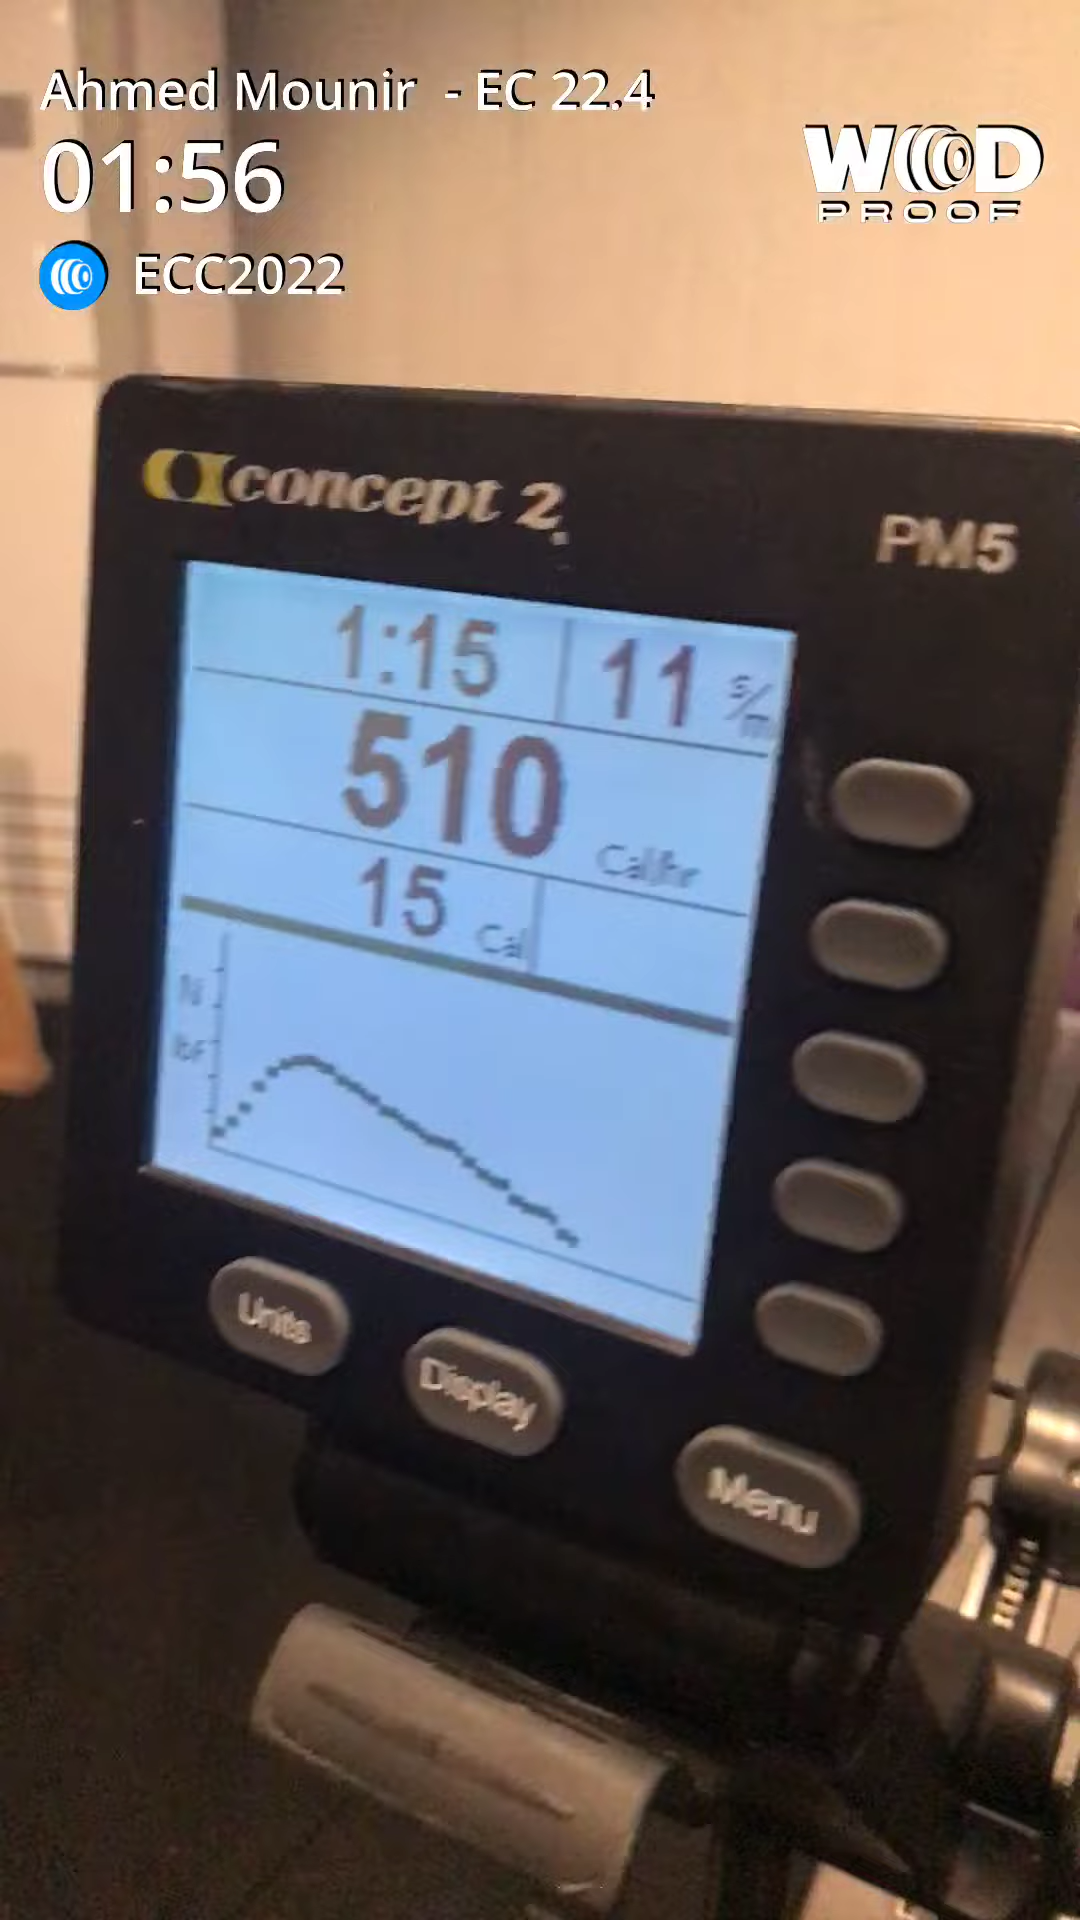 Ahmed Mounir - EC 22.4
01:56
WOD
PROOF
ECC2022
concept 2
PM5
1:15
11 s/m
510 Cal/hr
15 Cal
N
lbF
Units
Display
Menu